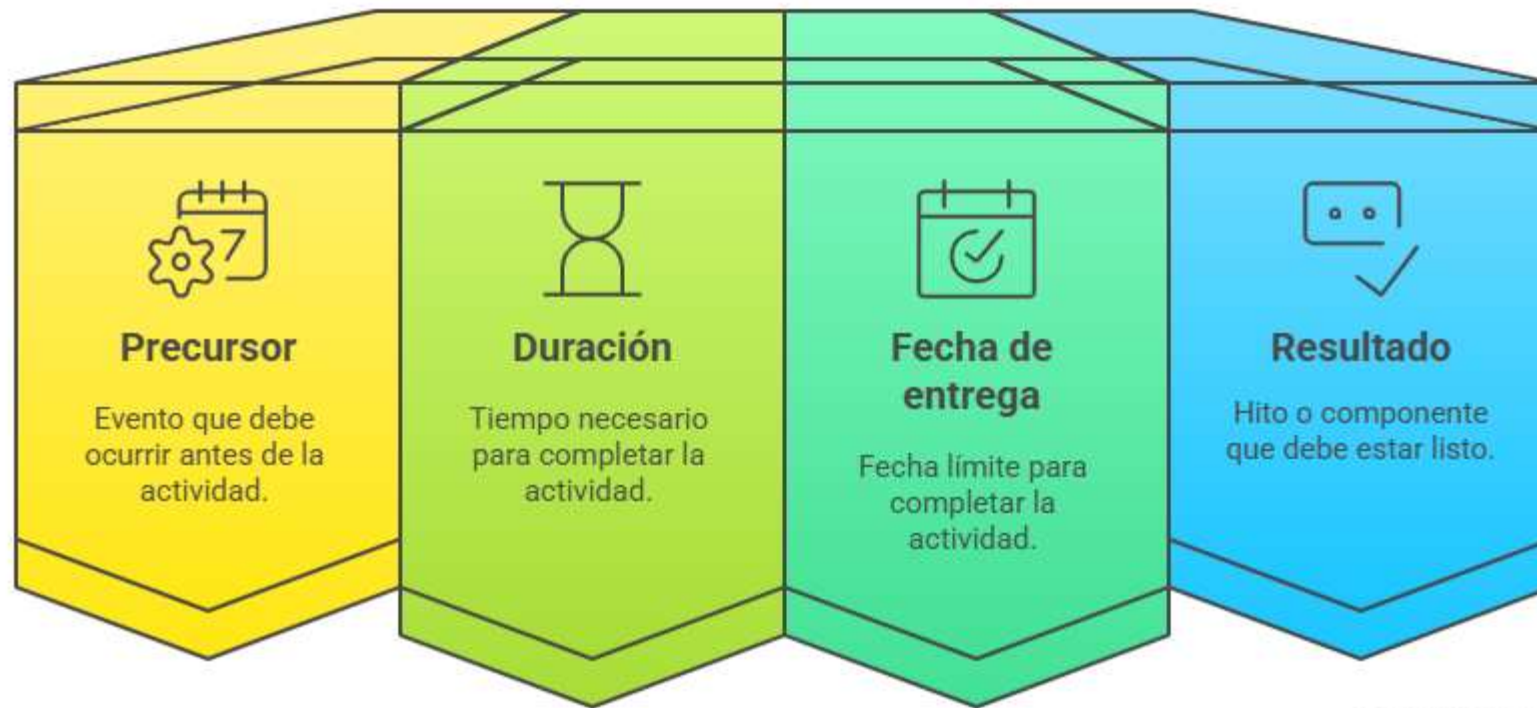 7
Precursor
Evento que debe
ocurrir antes de la
actividad.
Duración
Tiempo necesario
para completar la
actividad.
Fecha de
entrega
Fecha límite para
completar la
actividad.
Resultado
Hito o componente
que debe estar listo.